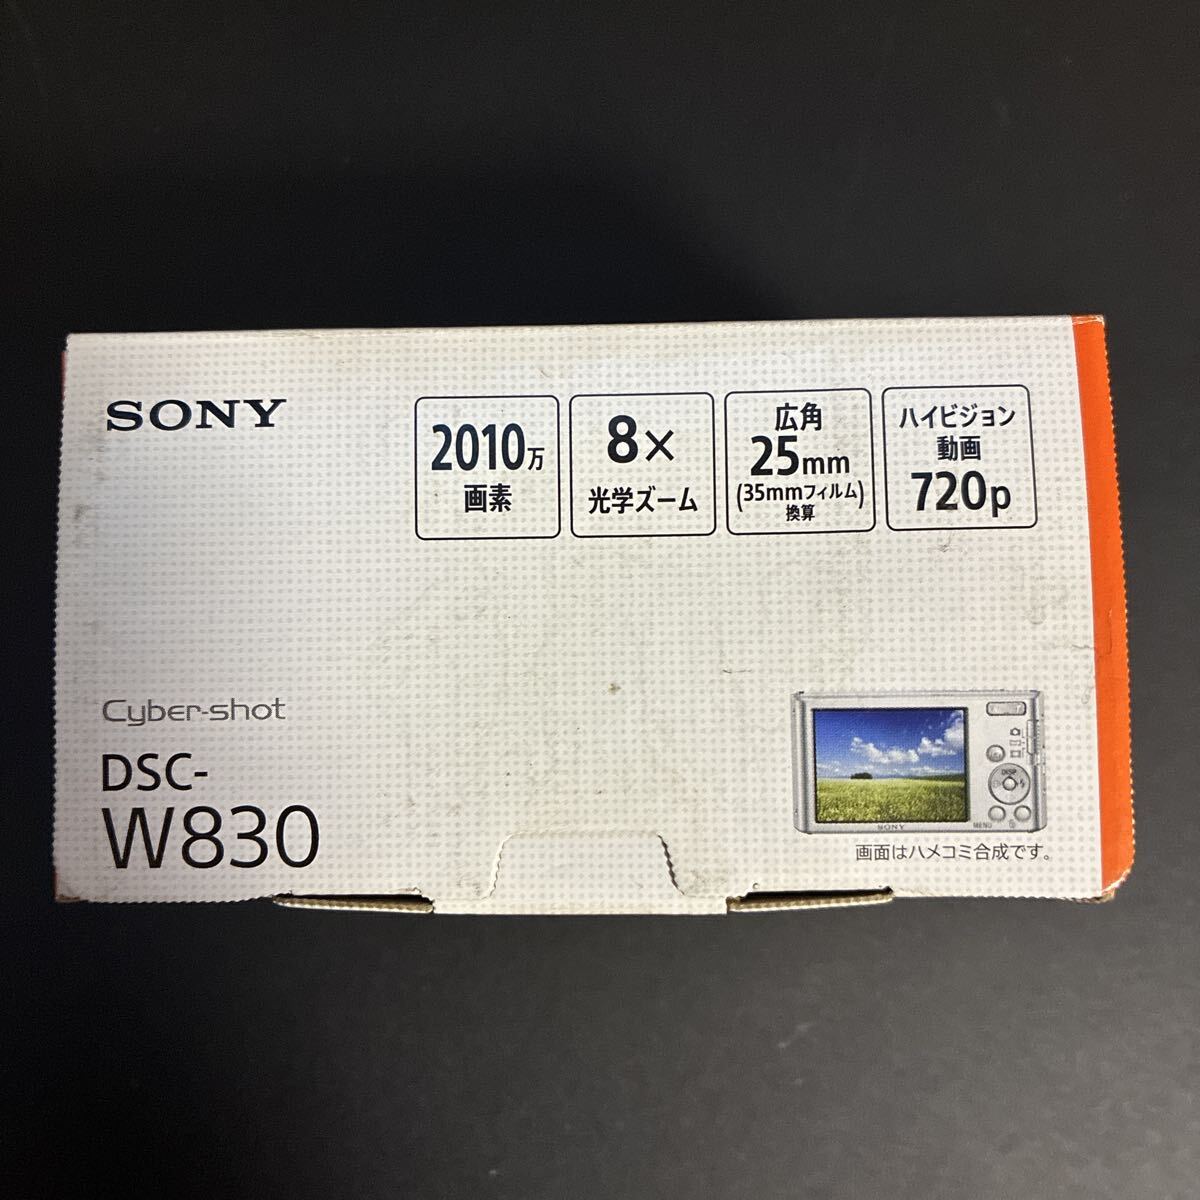 SONY
2010万
画素
8×
光学ズーム
広角
25mm
(35mmフィルム)
換算
ハイビジョン
動画
720p
Cyber-shot
DSC-
W830
DISP
SONY
MENU
画面はハメコミ合成です。